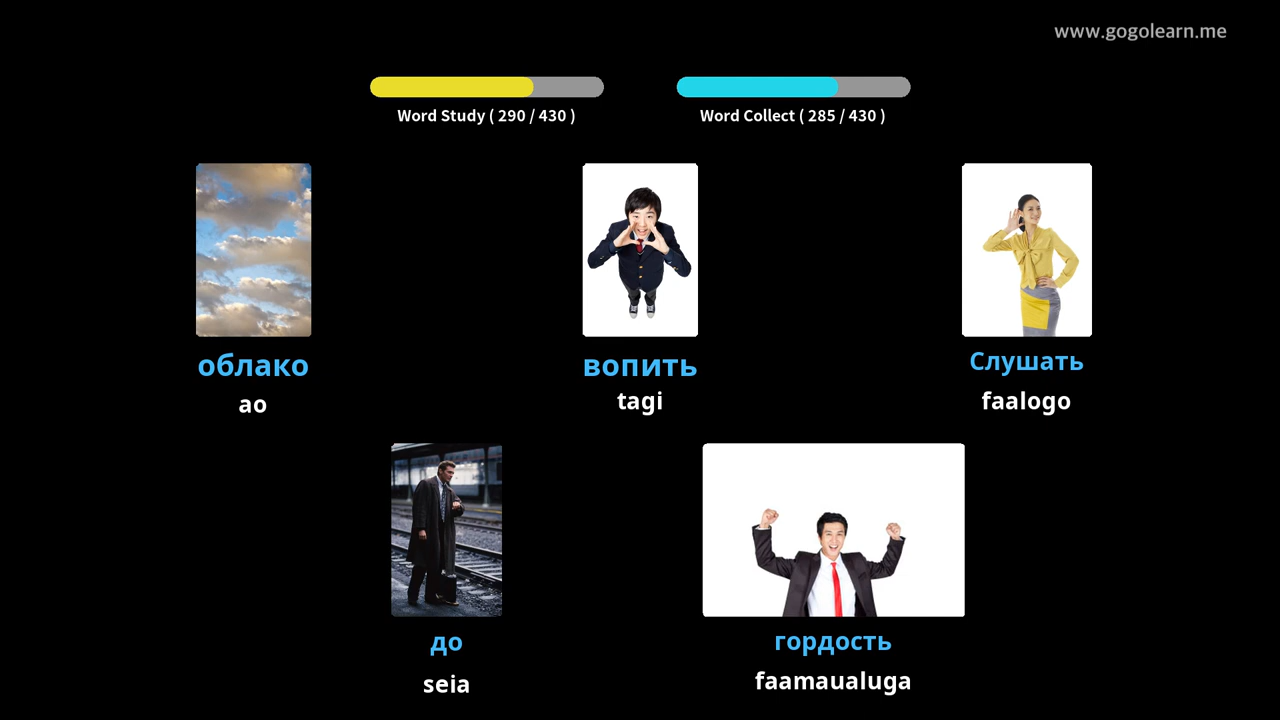 www.gogolearn.me
Word Study ( 290 / 430 )
Word Collect ( 285 / 430 )
облако
ao
вопить
tagi
Слушать
faalogo
до
seia
гордость
faamaualuga